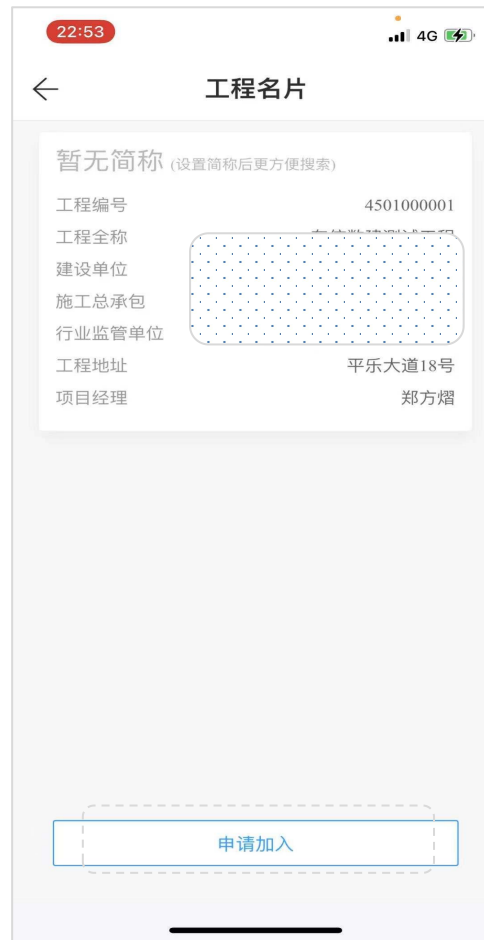 22:53
4G
工程名片
暂无简称 (设置简称后更方便搜索)
工程编号 4501000001
工程全称
建设单位
施工总承包
行业监管单位
工程地址 平乐大道18号
项目经理 郑方熠
申请加入